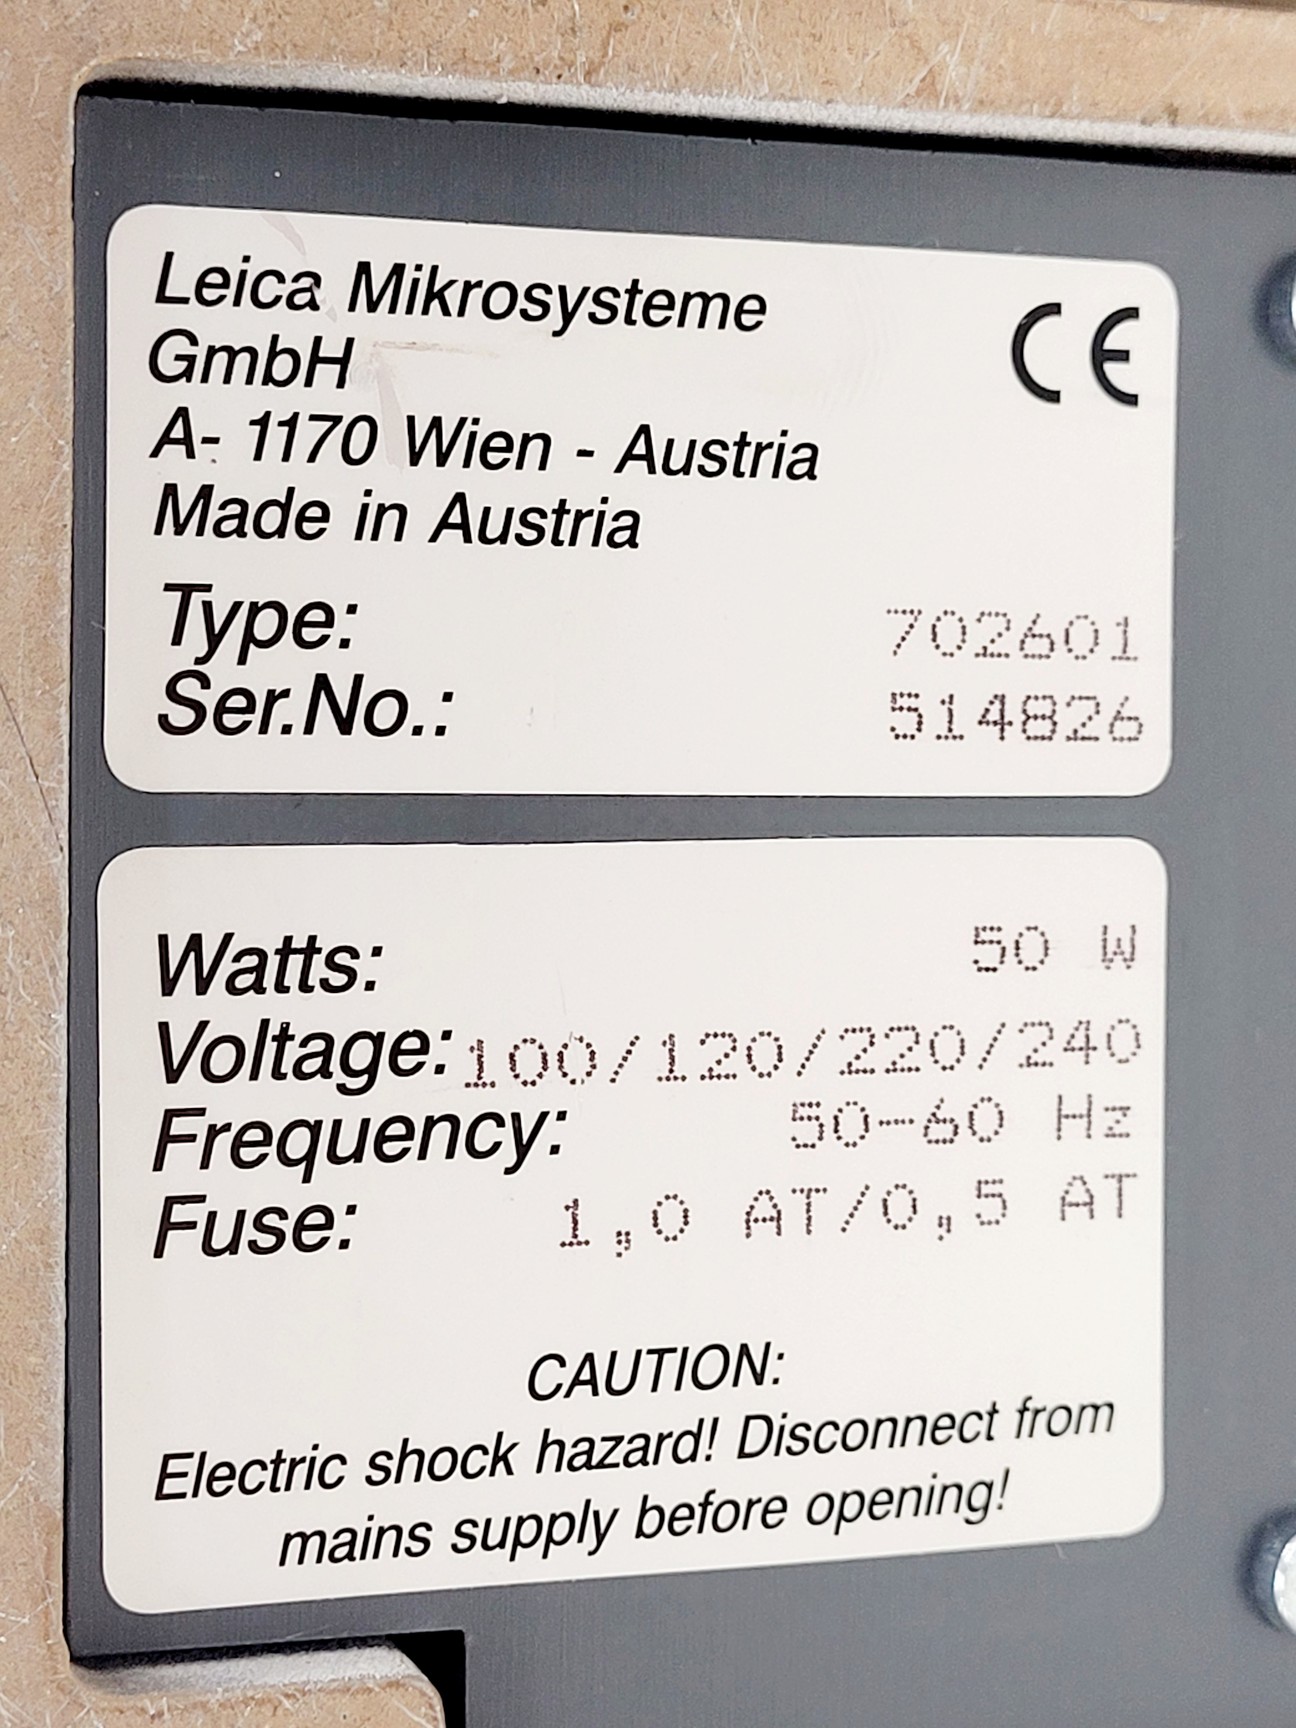 Leica Mikrosysteme
GmbH
CE
A- 1170 Wien - Austria
Made in Austria
Type: 702601
Ser.No.: 514826
Watts: 50 W
Voltage: 100/120/220/240
Frequency: 50-60 Hz
Fuse: 1,0 AT/0,5 AT
CAUTION:
Electric shock hazard! Disconnect from
mains supply before opening!